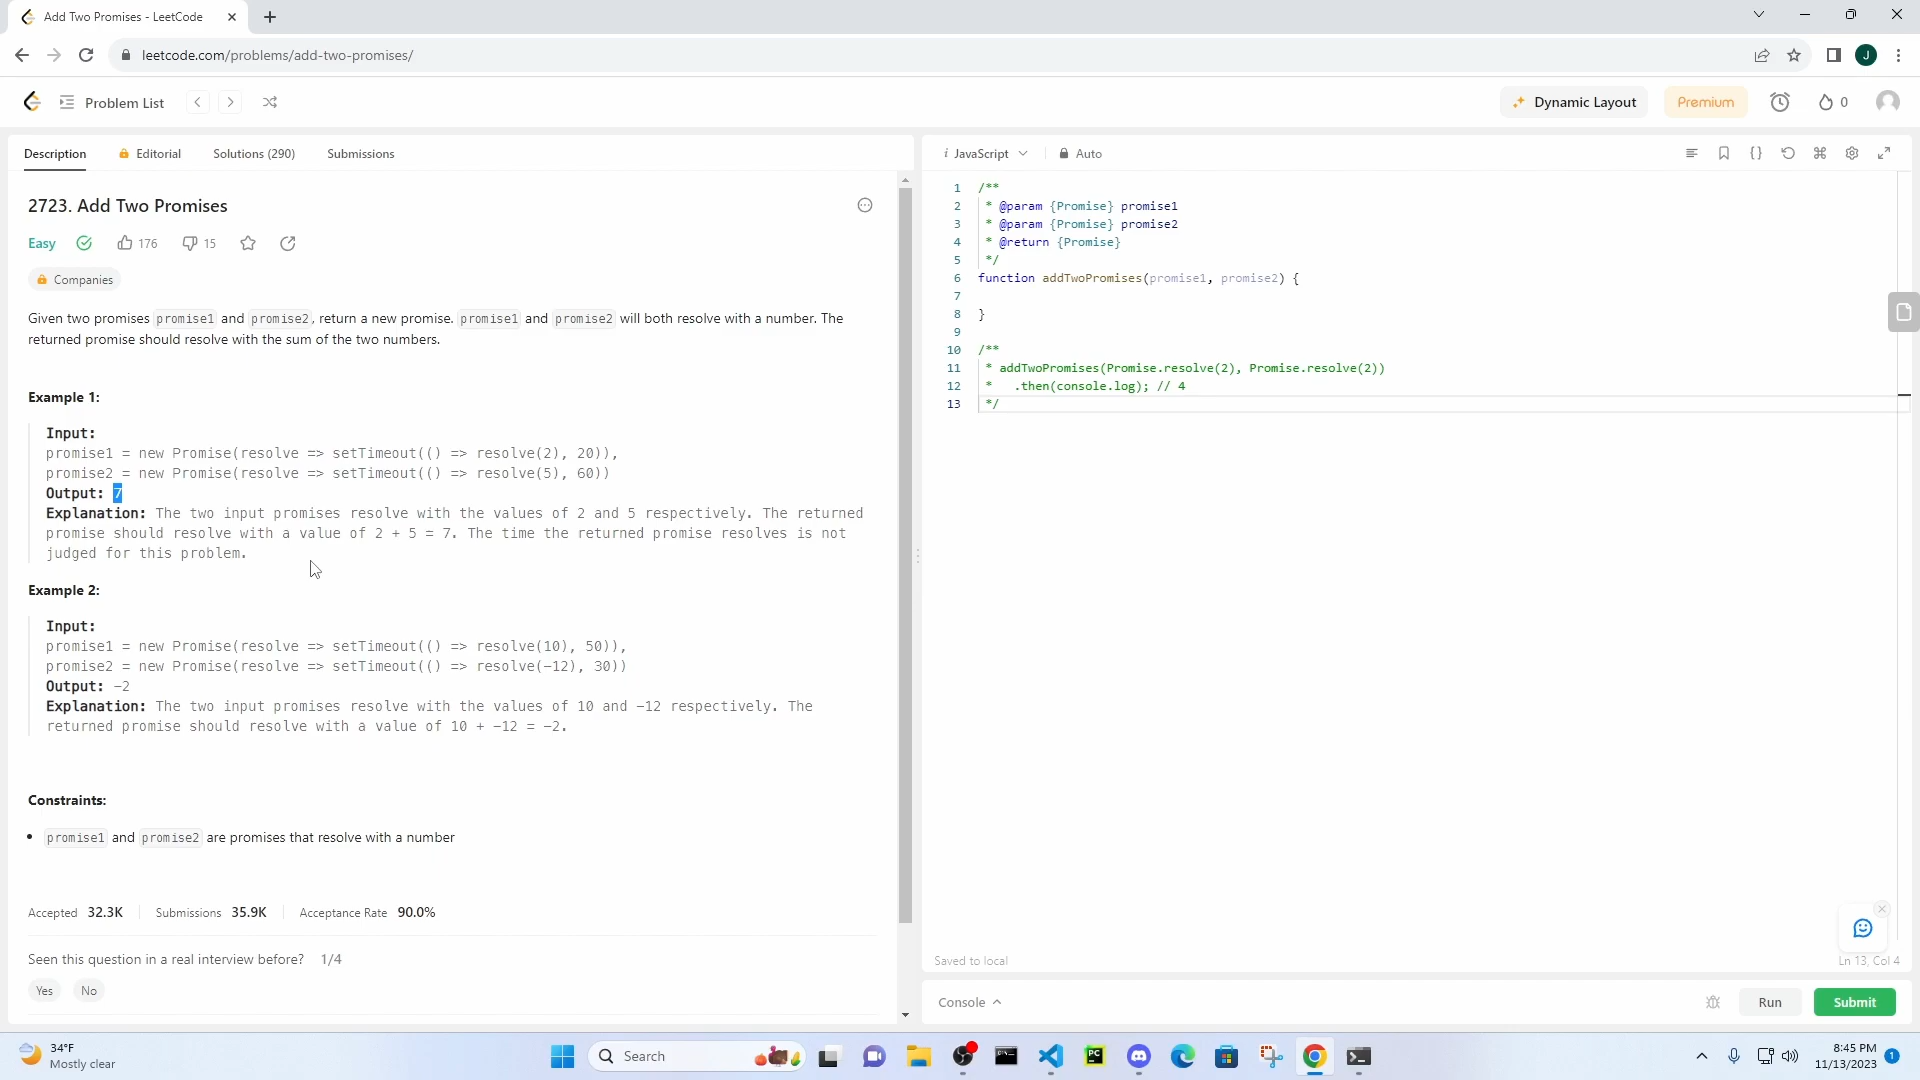 Add Two Promises - LeetCode
leetcode.com/problems/add-two-promises/
J
Problem List
Dynamic Layout
Premium
0
Description
Editorial
Solutions (290)
Submissions
2723. Add Two Promises
Easy
176
15
Companies
Given two promises promise1 and promise2, return a new promise. promise1 and promise2 will both resolve with a number. The
returned promise should resolve with the sum of the two numbers.
Example 1:
Input:
promise1 = new Promise(resolve => setTimeout(() => resolve(2), 20)),
promise2 = new Promise(resolve => setTimeout(() => resolve(5), 60))
Output: 7
Explanation: The two input promises resolve with the values of 2 and 5 respectively. The returned
promise should resolve with a value of 2 + 5 = 7. The time the returned promise resolves is not
judged for this problem.
Example 2:
Input:
promise1 = new Promise(resolve => setTimeout(() => resolve(10), 50)),
promise2 = new Promise(resolve => setTimeout(() => resolve(-12), 30))
Output: -2
Explanation: The two input promises resolve with the values of 10 and -12 respectively. The
returned promise should resolve with a value of 10 + -12 = -2.
Constraints:
• promise1 and promise2 are promises that resolve with a number
Accepted 32.3K Submissions 35.9K Acceptance Rate 90.0%
Seen this question in a real interview before? 1/4
Yes No
i JavaScript
Auto
1 /**
2 * @param {Promise} promise1
3 * @param {Promise} promise2
4 * @return {Promise}
5 */
6 function addTwoPromises(promise1, promise2) {
7
8 }
9
10 /**
11 * addTwoPromises(Promise.resolve(2), Promise.resolve(2))
12 * .then(console.log); // 4
13 */
Saved to local
Ln 13, Col 4
Console
Run
Submit
34°F
Mostly clear
Search
PC
8:45 PM
11/13/2023
1